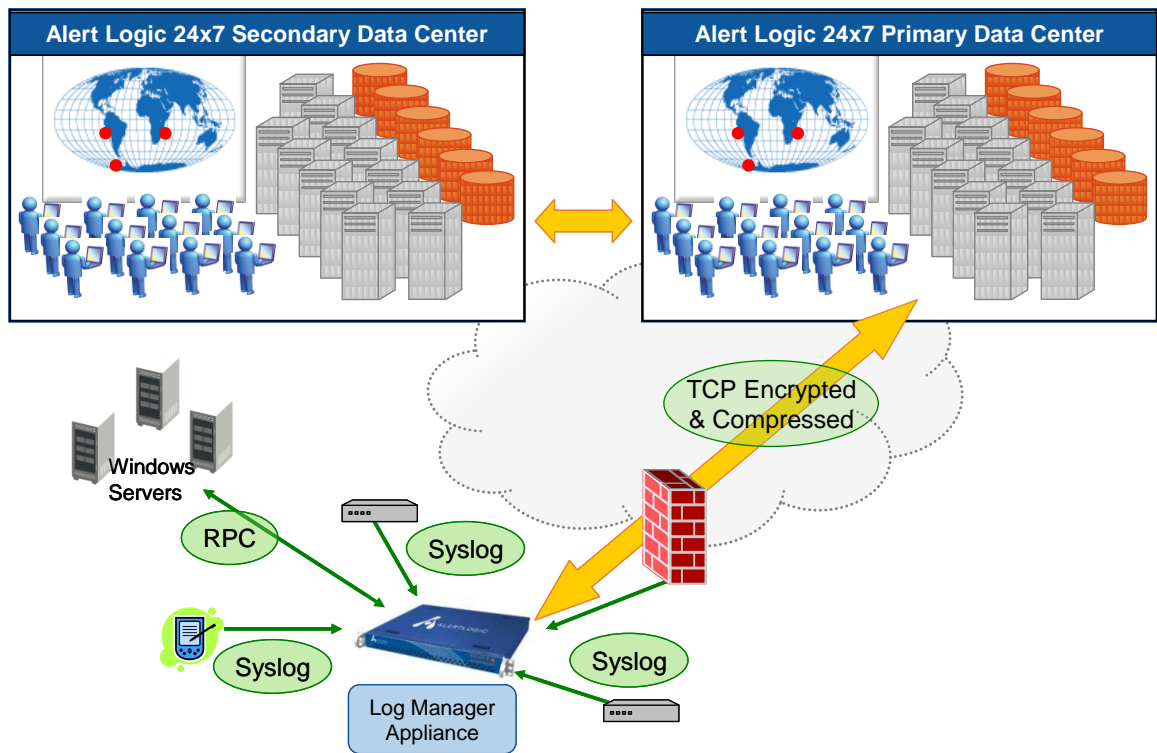 Alert Logic 24x7 Secondary Data Center
Alert Logic 24x7 Primary Data Center
TCP Encrypted
& Compressed
Windows
Servers
RPC
Syslog
Syslog
Syslog
ALERTLOGIC
Log Manager
Appliance